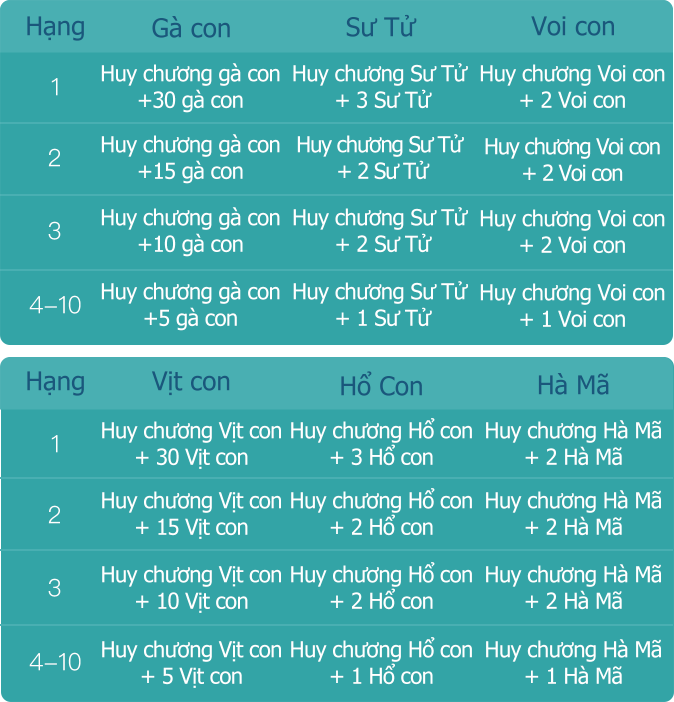 Hạng Gà con Sư Tử Voi con
1 Huy chương gà con Huy chương Sư Tử Huy chương Voi con
+30 gà con + 3 Sư Tử + 2 Voi con
2 Huy chương gà con Huy chương Sư Tử Huy chương Voi con
+15 gà con + 2 Sư Tử + 2 Voi con
3 Huy chương gà con Huy chương Sư Tử Huy chương Voi con
+10 gà con + 2 Sư Tử + 2 Voi con
4–10 Huy chương gà con Huy chương Sư Tử Huy chương Voi con
+5 gà con + 1 Sư Tử + 1 Voi con
Hạng Vịt con Hổ Con Hà Mã
1 Huy chương Vịt con Huy chương Hổ con Huy chương Hà Mã
+ 30 Vịt con + 3 Hổ con + 2 Hà Mã
2 Huy chương Vịt con Huy chương Hổ con Huy chương Hà Mã
+ 15 Vịt con + 2 Hổ con + 2 Hà Mã
3 Huy chương Vịt con Huy chương Hổ con Huy chương Hà Mã
+ 10 Vịt con + 2 Hổ con + 2 Hà Mã
4–10 Huy chương Vịt con Huy chương Hổ con Huy chương Hà Mã
+ 5 Vịt con + 1 Hổ con + 1 Hà Mã